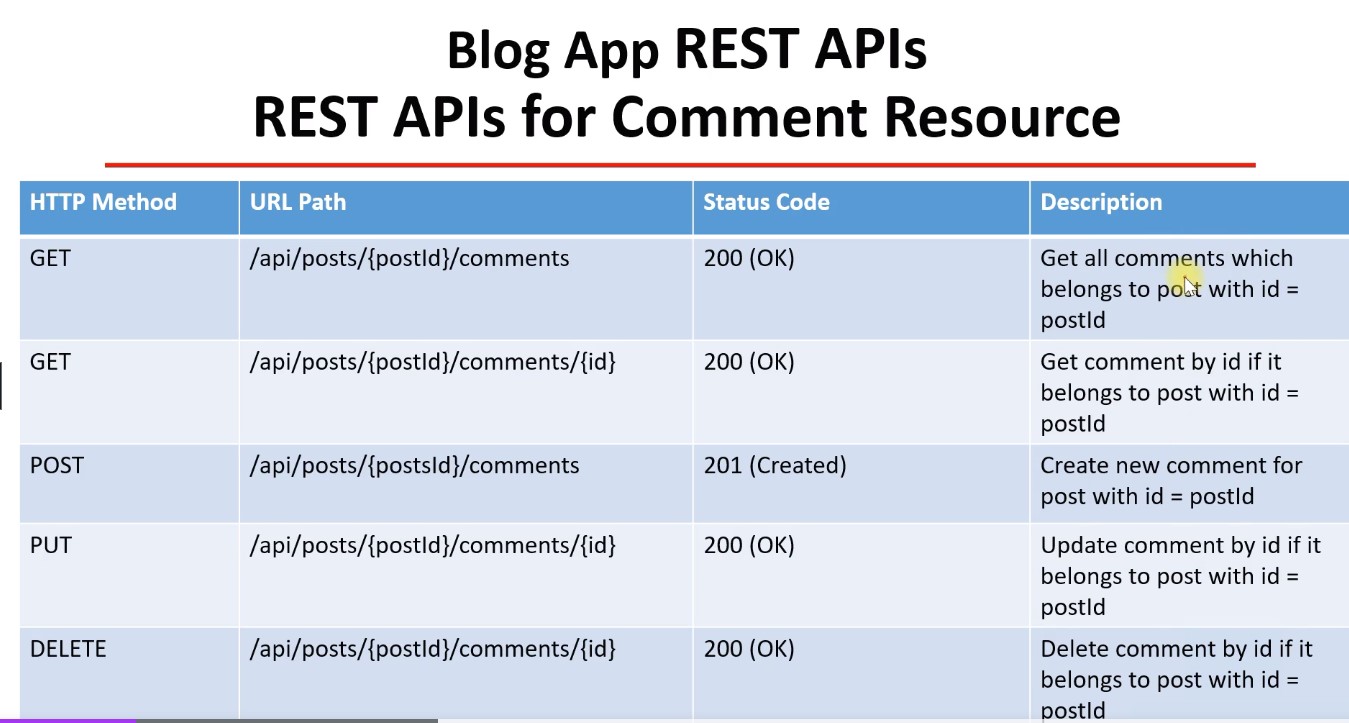 Blog App REST APIs
REST APIs for Comment Resource
HTTP Method URL Path Status Code Description
GET /api/posts/{postId}/comments 200 (OK) Get all comments which
belongs to post with id =
postId
GET /api/posts/{postId}/comments/{id} 200 (OK) Get comment by id if it
belongs to post with id =
postId
POST /api/posts/{postsId}/comments 201 (Created) Create new comment for
post with id = postId
PUT /api/posts/{postId}/comments/{id} 200 (OK) Update comment by id if it
belongs to post with id =
postId
DELETE /api/posts/{postId}/comments/{id} 200 (OK) Delete comment by id if it
belongs to post with id =
postId